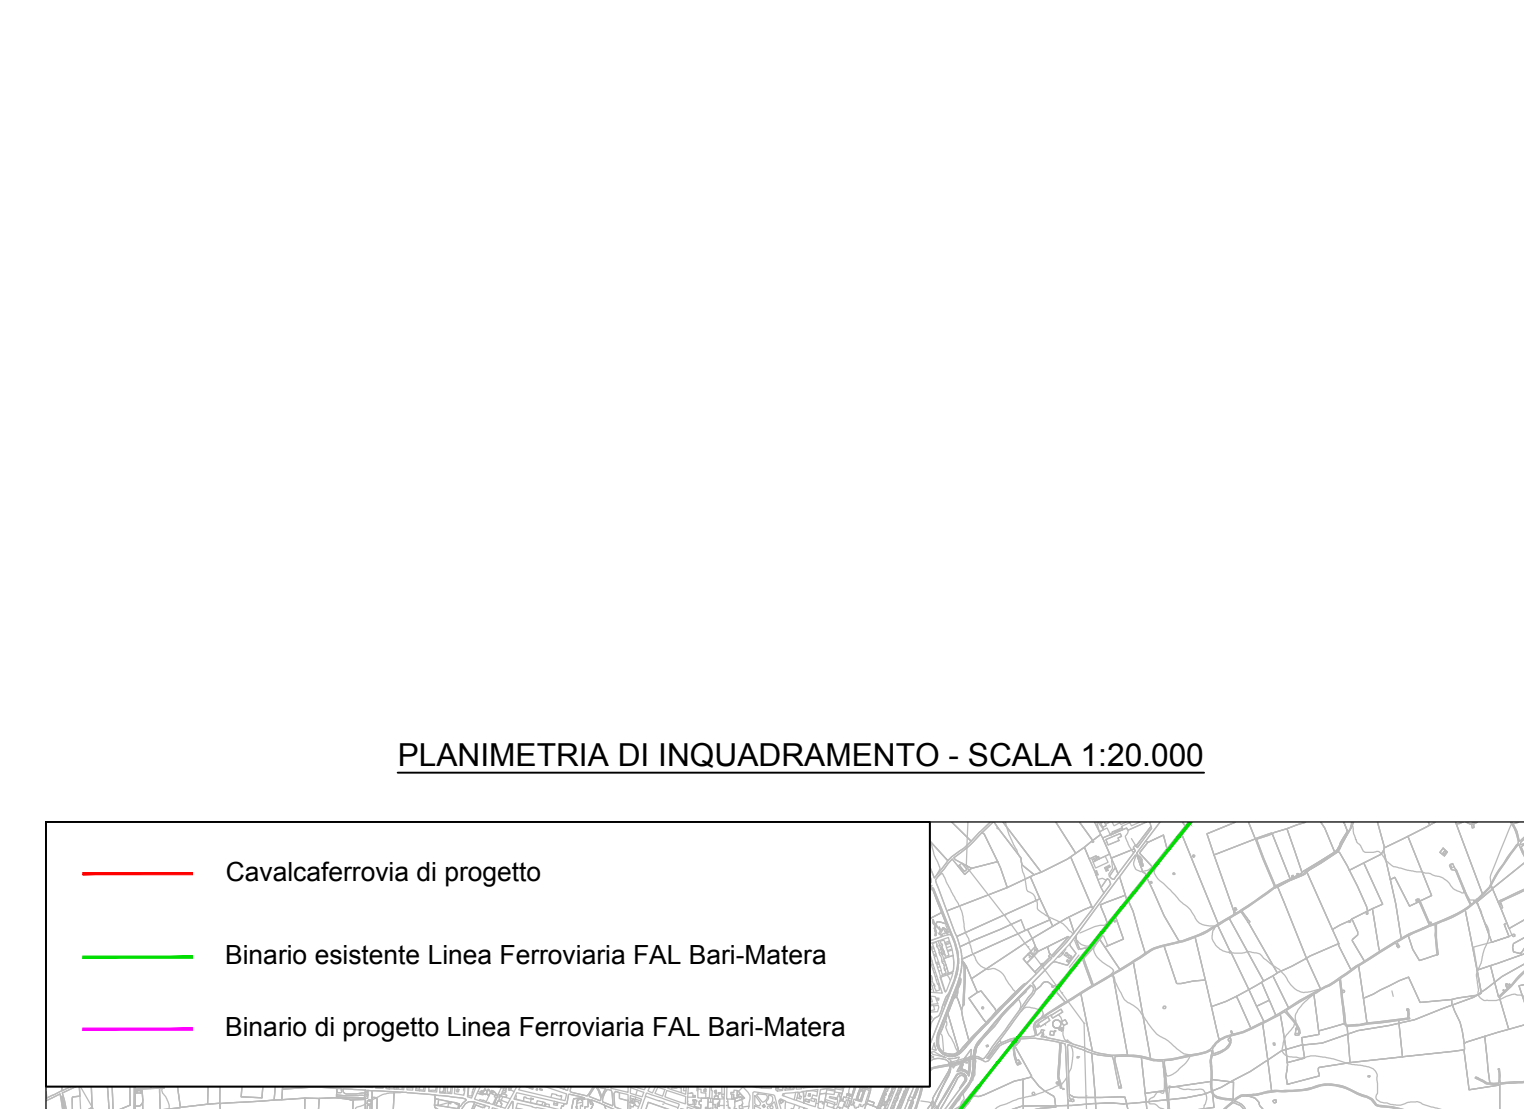 PLANIMETRIA DI INQUADRAMENTO - SCALA 1:20.000
Cavalcaferrovia di progetto
Binario esistente Linea Ferroviaria FAL Bari-Matera
Binario di progetto Linea Ferroviaria FAL Bari-Matera